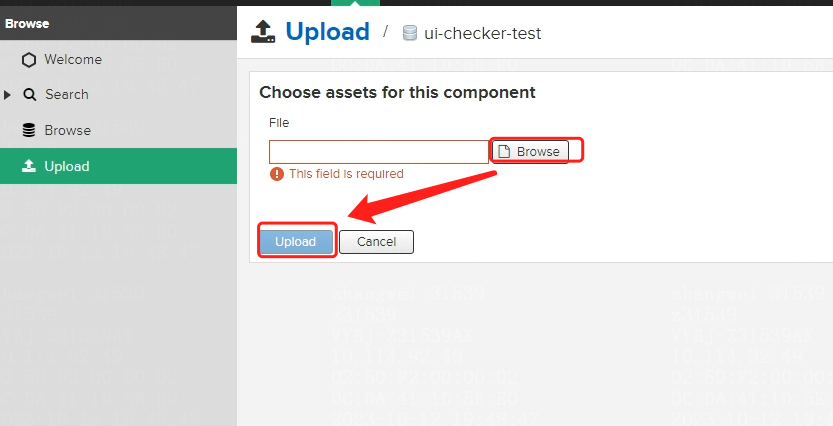 Browse
Welcome
Search
Browse
Upload
Upload / ui-checker-test
Choose assets for this component
File
Browse
This field is required
Upload Cancel